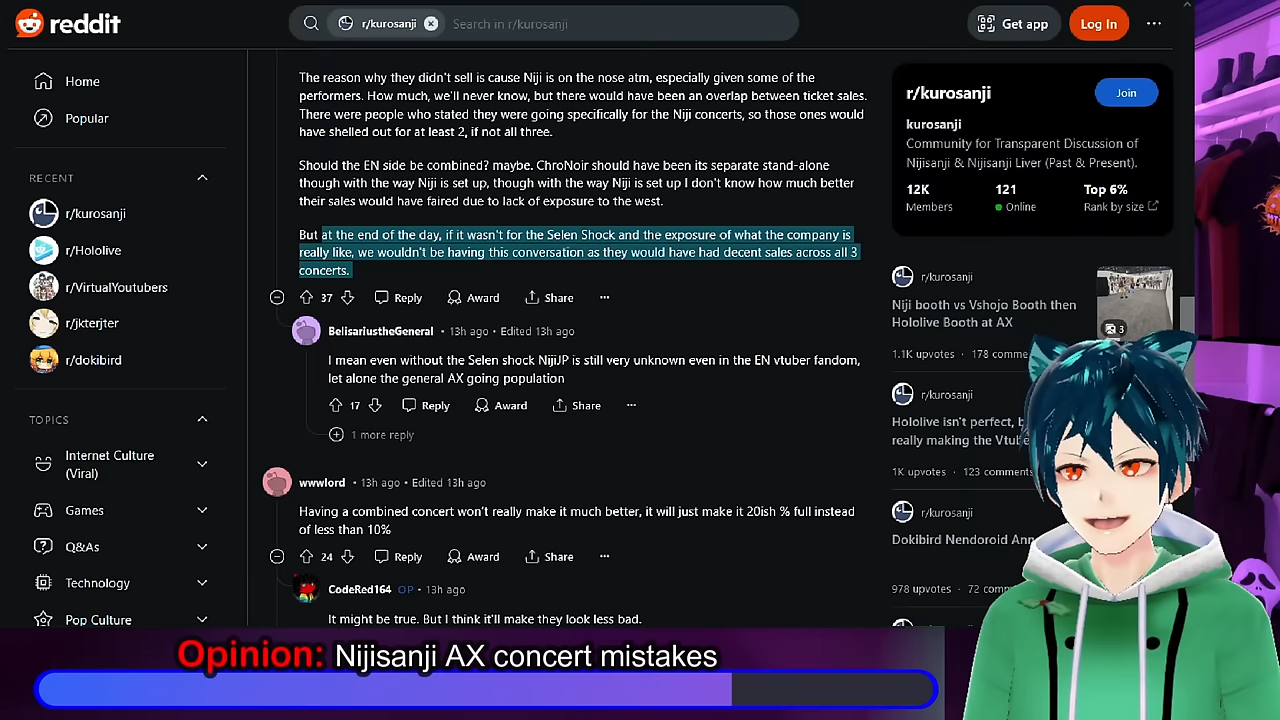 reddit
r/kurosanji
Search in r/kurosanji
Get app
Log In
Home
Popular
RECENT
r/kurosanji
r/Hololive
r/VirtualYoutubers
r/jkterjter
r/dokibird
TOPICS
Internet Culture
(Viral)
Games
Q&As
Technology
Pop Culture
The reason why they didn't sell is cause Niji is on the nose atm, especially given some of the
performers. How much, we'll never know, but there would have been an overlap between ticket sales.
There were people who stated they were going specifically for the Niji concerts, so those ones would
have shelled out for at least 2, if not all three.
Should the EN side be combined? maybe. ChroNoir should have been its separate stand-alone
though with the way Niji is set up, though with the way Niji is set up I don't know how much better
their sales would have faired due to lack of exposure to the west.
But at the end of the day, if it wasn't for the Selen Shock and the exposure of what the company is
really like, we wouldn't be having this conversation as they would have had decent sales across all 3
concerts.
37 Reply Award Share
BelisariustheGeneral • 13h ago • Edited 13h ago
I mean even without the Selen shock NijiJP is still very unknown even in the EN vtuber fandom,
let alone the general AX going population
17 Reply Award Share
1 more reply
wwwlord • 13h ago • Edited 13h ago
Having a combined concert won't really make it much better, it will just make it 20ish % full instead
of less than 10%
24 Reply Award Share
CodeRed164 OP • 13h ago
It might be true. But I think it'll make they look less bad.
r/kurosanji
Join
kurosanji
Community for Transparent Discussion of
Nijisanji & Nijisanji Liver (Past & Present).
12K 121 Top 6%
Members Online Rank by size
r/kurosanji
Niji booth vs Vshojo Booth then
Hololive Booth at AX
3
1.1K upvotes · 178 comme
r/kurosanji
Hololive isn't perfect, b
really making the Vtub
1K upvotes · 123 comments
r/kurosanji
Dokibird Nendoroid Ann
978 upvotes · 72 com
Opinion: Nijisanji AX concert mistakes